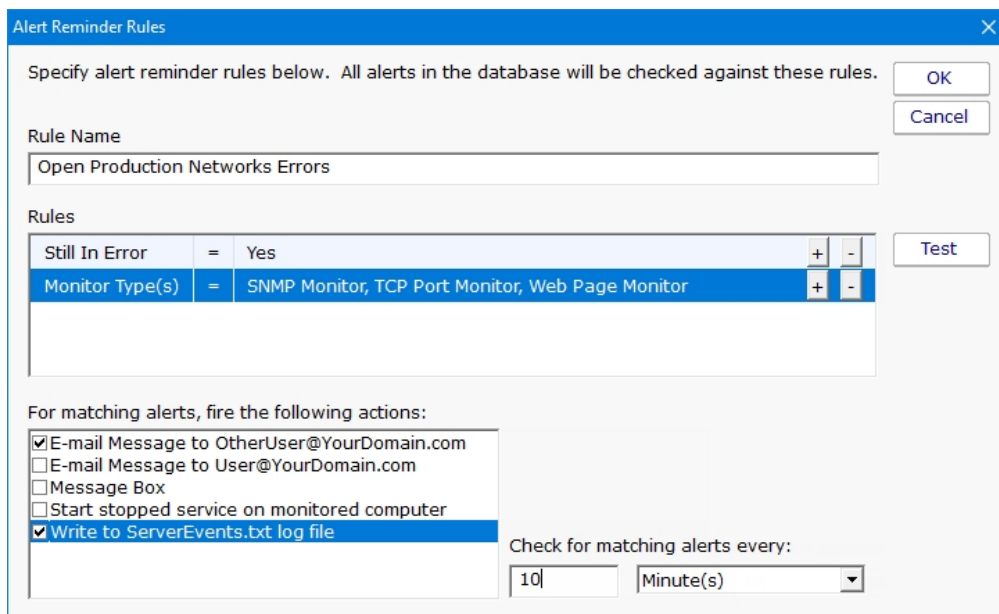 Alert Reminder Rules
Specify alert reminder rules below.  All alerts in the database will be checked against these rules.
OK
Cancel
Rule Name
Open Production Networks Errors
Rules
Still In Error = Yes + -
Test
Monitor Type(s) = SNMP Monitor, TCP Port Monitor, Web Page Monitor + -
For matching alerts, fire the following actions:
E-mail Message to OtherUser@YourDomain.com
E-mail Message to User@YourDomain.com
Message Box
Start stopped service on monitored computer
Write to ServerEvents.txt log file
Check for matching alerts every:
10 Minute(s)